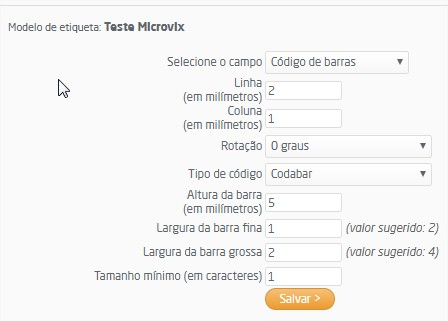 Modelo de etiqueta: Teste Microvix
Selecione o campo Código de barras
Linha
(em milímetros) 2
Coluna
(em milímetros) 1
Rotação 0 graus
Tipo de código Codabar
Altura da barra
(em milímetros) 5
Largura da barra fina 1 (valor sugerido: 2)
Largura da barra grossa 2 (valor sugerido: 4)
Tamanho mínimo (em caracteres) 1
Salvar >